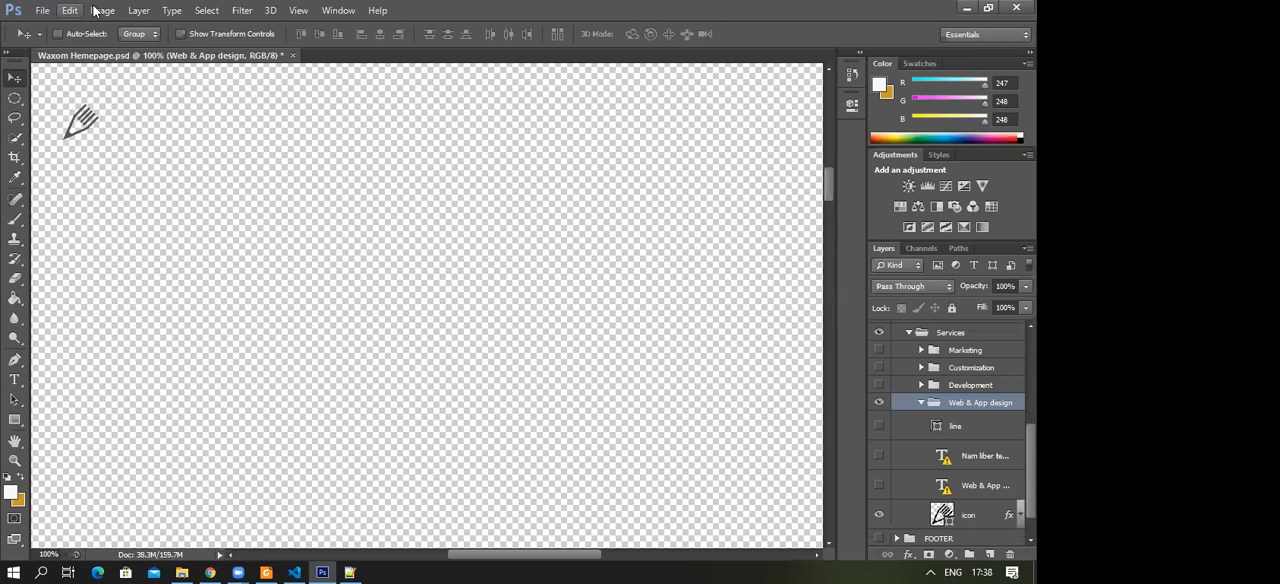 Ps File Edit Image Layer Type Select Filter 3D View Window Help
Auto-Select: Group Show Transform Controls 3D Mode: Essentials
Waxom Homepage.psd @ 100% (Web & App design, RGB/8) * ×
Color Swatches
R 247
G 248
B 248
Adjustments Styles
Add an adjustment
Layers Channels Paths
Kind
Pass Through Opacity: 100%
Lock: Fill: 100%
Services
Marketing
Customization
Development
Web & App design
line
Nam liber te...
Web & App ...
icon fx
FOOTER
100% Doc: 38.3M/159.7M
ENG 17:38